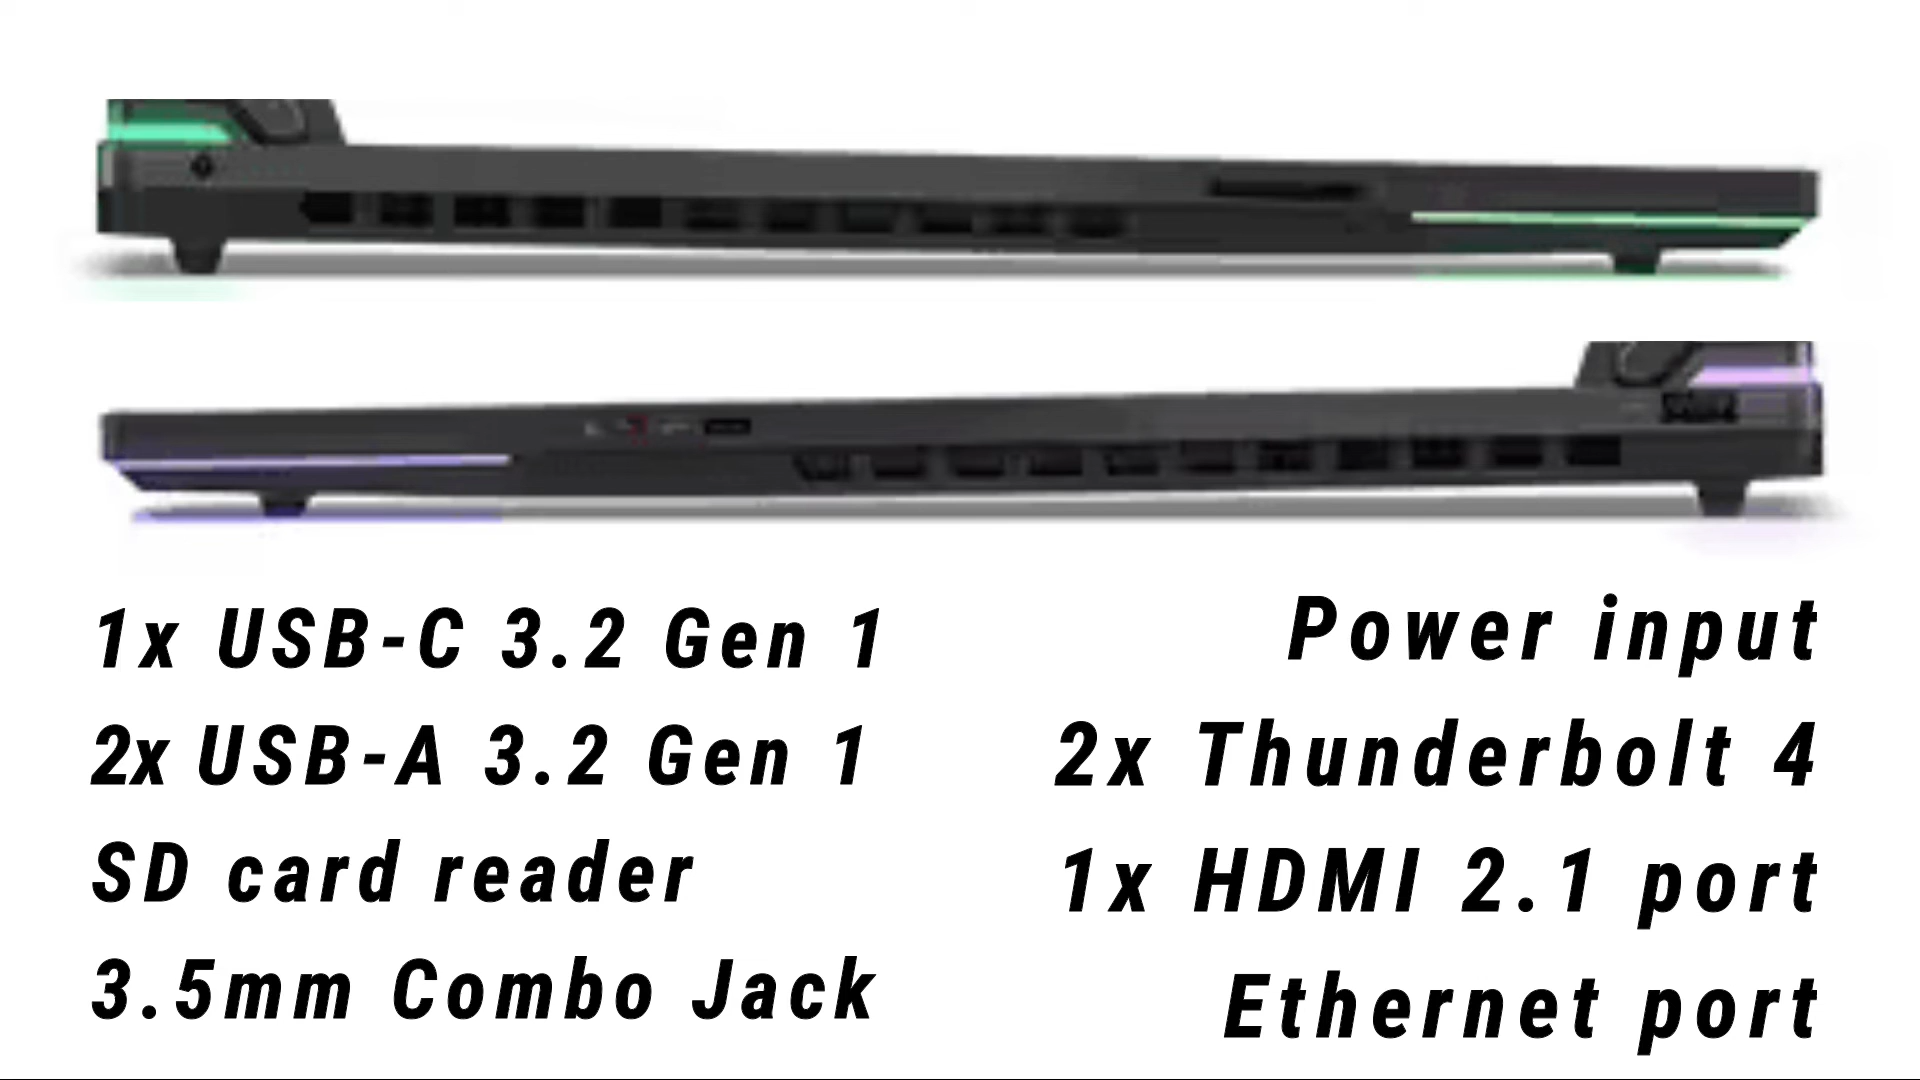 1x USB-C 3.2 Gen 1
2x USB-A 3.2 Gen 1
SD card reader
3.5mm Combo Jack
Power input
2x Thunderbolt 4
1x HDMI 2.1 port
Ethernet port